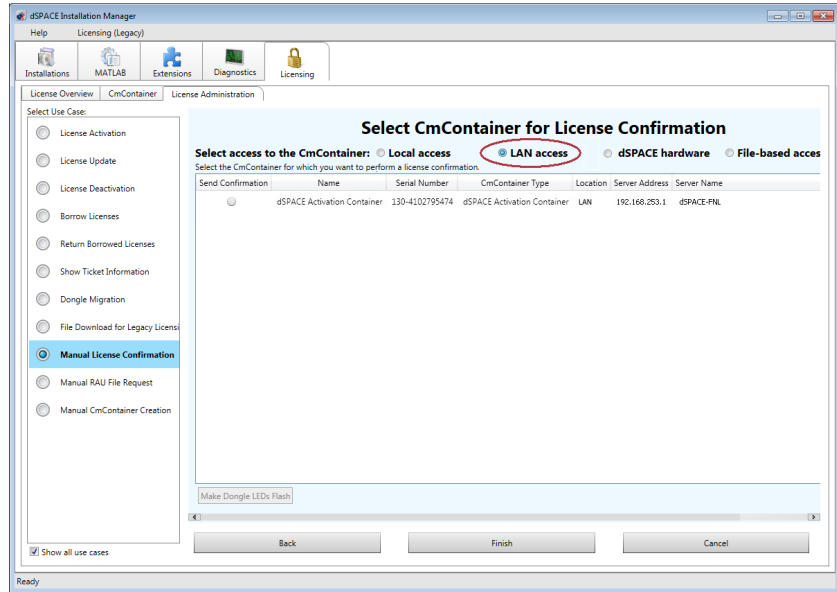 dSPACE Installation Manager
Help Licensing (Legacy)
Installations MATLAB Extensions Diagnostics Licensing
License Overview CmContainer License Administration
Select Use Case:
License Activation
License Update
License Deactivation
Borrow Licenses
Return Borrowed Licenses
Show Ticket Information
Dongle Migration
File Download for Legacy Licensi
Manual License Confirmation
Manual RAU File Request
Manual CmContainer Creation
Show all use cases
Select CmContainer for License Confirmation
Select access to the CmContainer: Local access LAN access dSPACE hardware File-based acces
Select the CmContainer for which you want to perform a license confirmation.
Send Confirmation Name Serial Number CmContainer Type Location Server Address Server Name
dSPACE Activation Container 130-4102795474 dSPACE Activation Container LAN 192.168.253.1 dSPACE-FNL
Make Dongle LEDs Flash
Back Finish Cancel
Ready